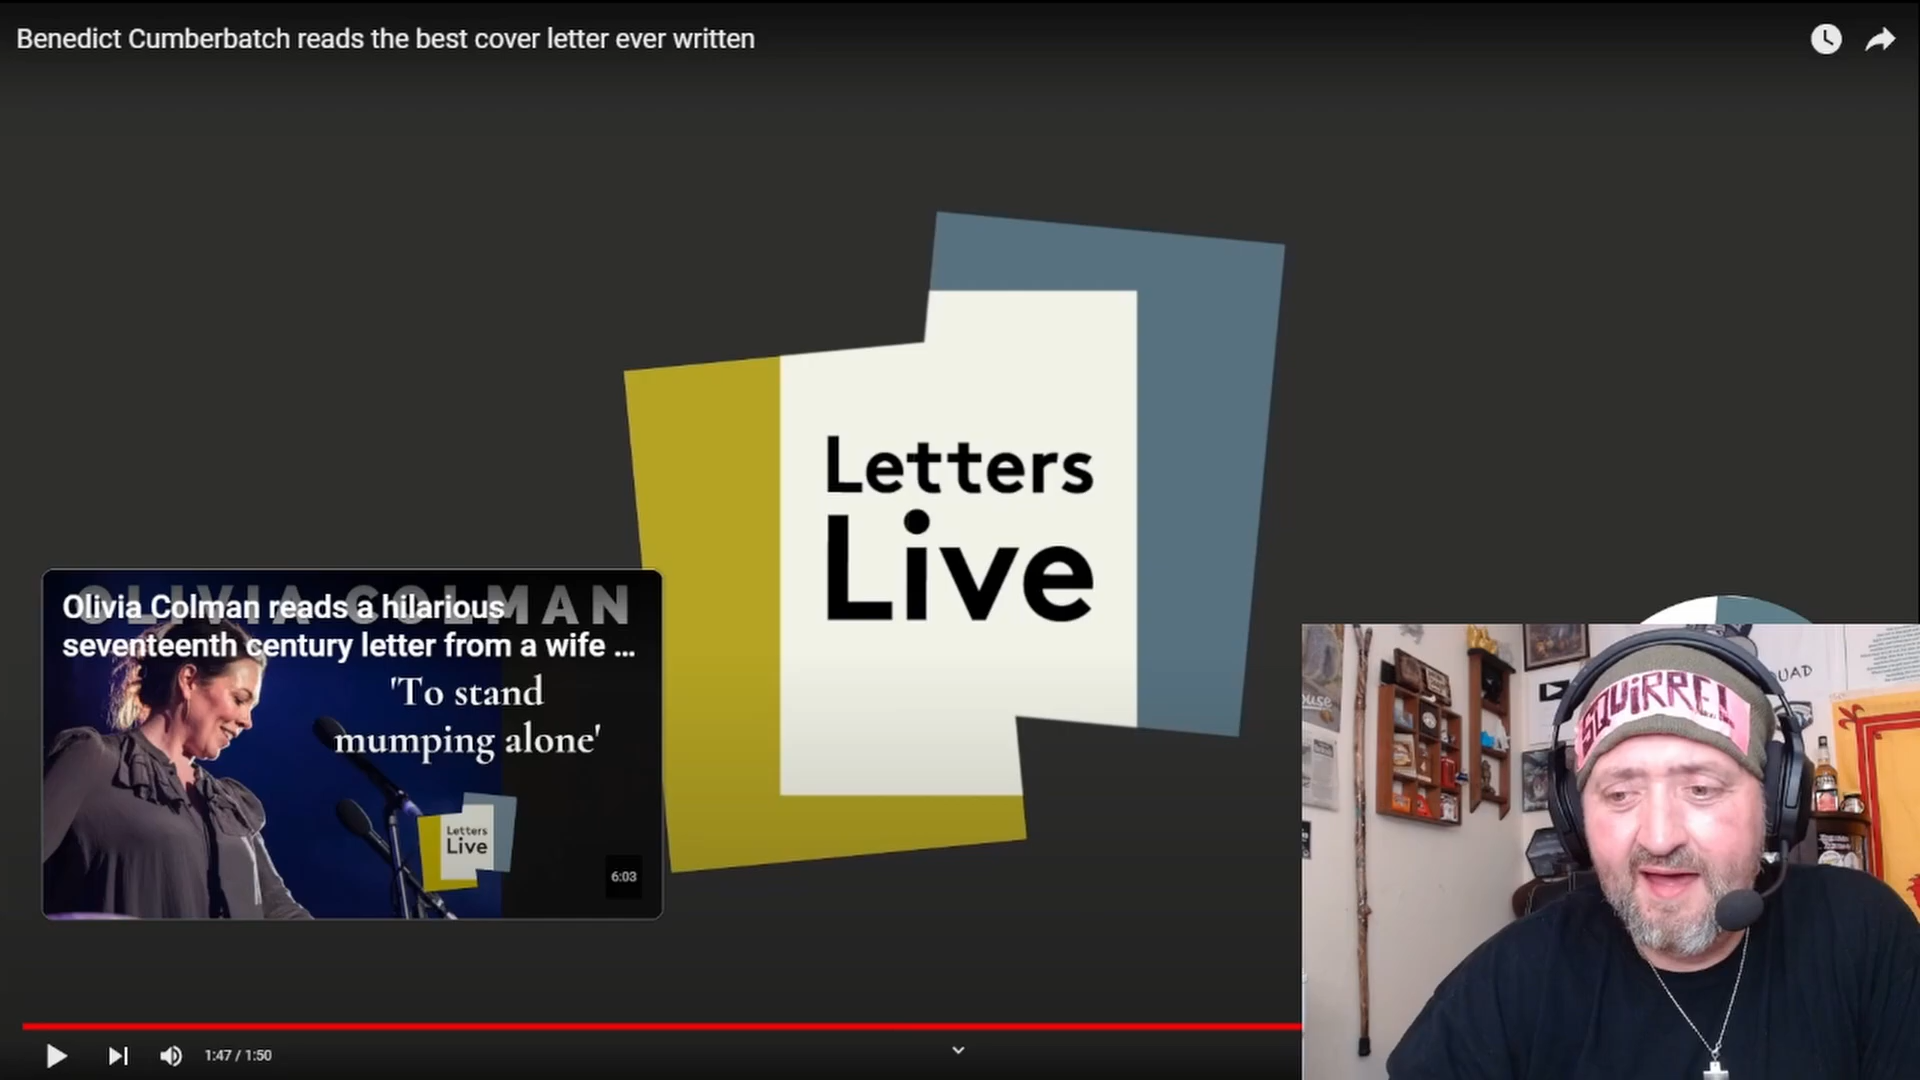 Benedict Cumberbatch reads the best cover letter ever written
Letters
Live
OLIVIA COLMAN
Olivia Colman reads a hilarious
seventeenth century letter from a wife ...
'To stand
mumping alone'
Letters
Live
6:03
1:47 / 1:50
SQUIRREL
UAD